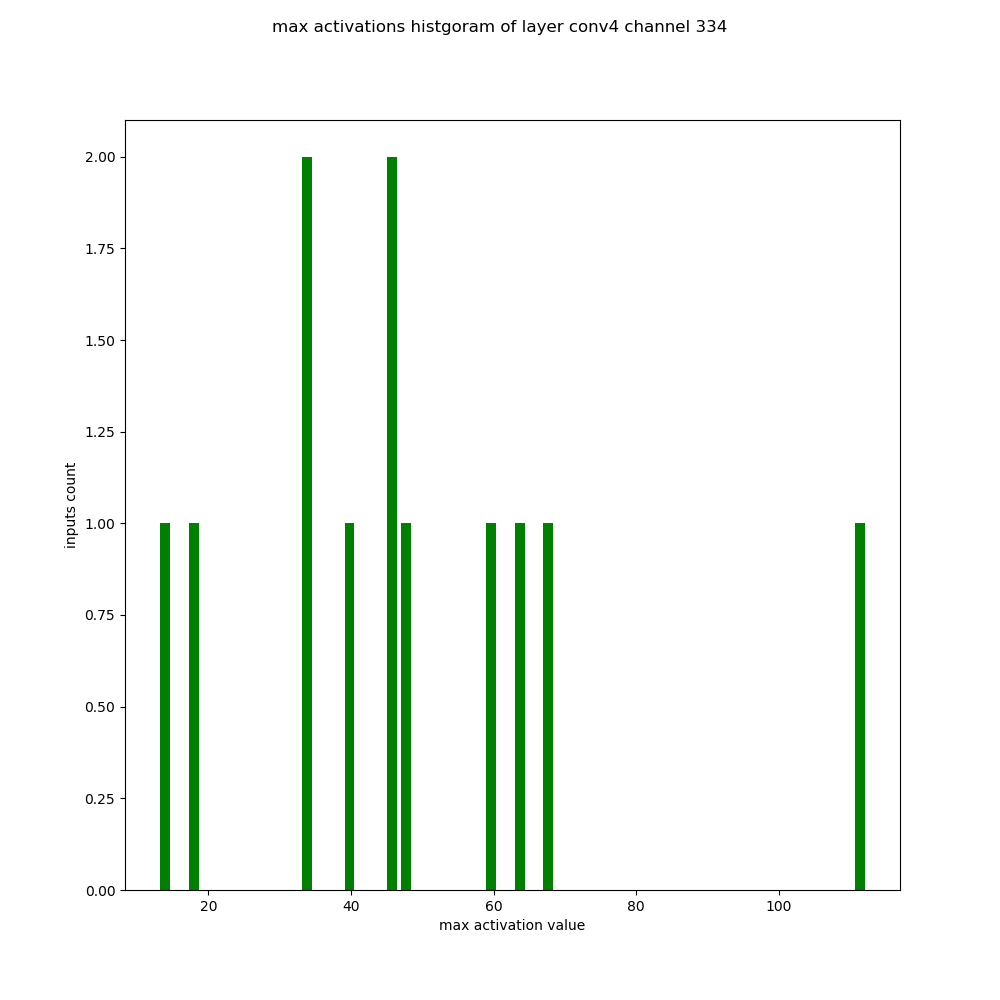 max activations histgoram of layer conv4 channel 334
2.00
1.75
1.50
1.25
1.00
0.75
0.50
0.25
0.00
inputs count
20 40 60 80 100
max activation value